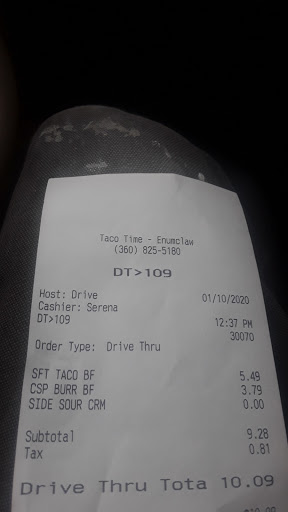 Taco Time - Enumclaw
(360) 825-5180
DT>109
Host: Drive 01/10/2020
Cashier: Serena
DT>109 12:37 PM
30070
Order Type: Drive Thru
SFT TACO BF 5.49
CSP BURR BF 3.79
SIDE SOUR CRM 0.00
Subtotal 9.28
Tax 0.81
Drive Thru Tota 10.09